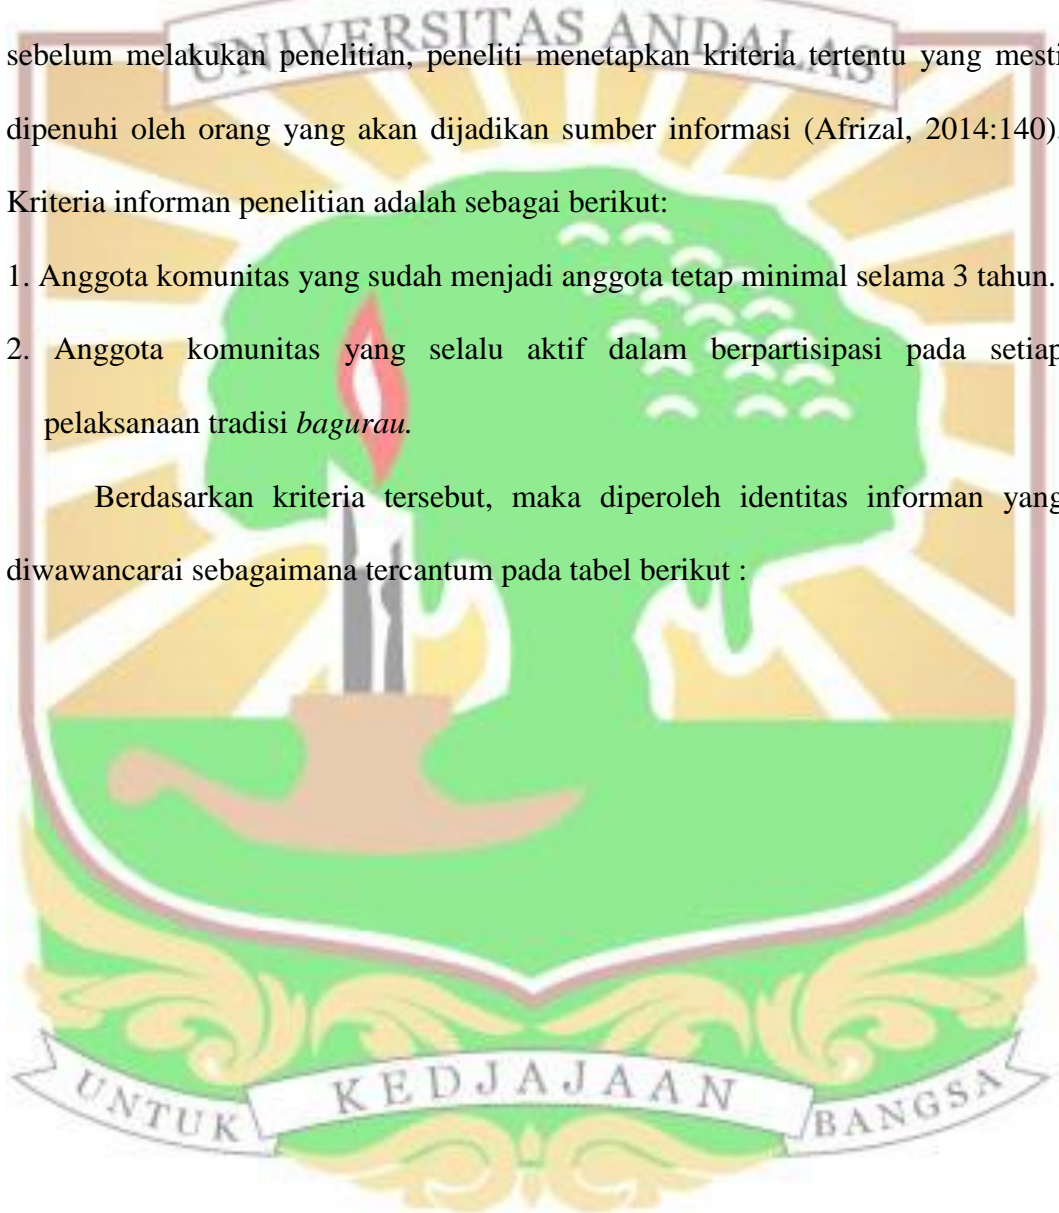 UNIVERSITAS ANDALAS
sebelum melakukan penelitian, peneliti menetapkan kriteria tertentu yang mesti
dipenuhi oleh orang yang akan dijadikan sumber informasi (Afrizal, 2014:140).
Kriteria informan penelitian adalah sebagai berikut:
1. Anggota komunitas yang sudah menjadi anggota tetap minimal selama 3 tahun.
2. Anggota komunitas yang selalu aktif dalam berpartisipasi pada setiap
pelaksanaan tradisi bagurau.
Berdasarkan kriteria tersebut, maka diperoleh identitas informan yang
diwawancarai sebagaimana tercantum pada tabel berikut :
UNTUK KEDJAJAAN BANGSA